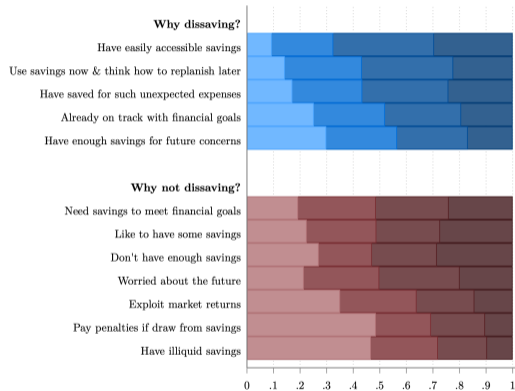 Why dissaving?
Have easily accessible savings
Use savings now & think how to replanish later
Have saved for such unexpected expenses
Already on track with financial goals
Have enough savings for future concerns
Why not dissaving?
Need savings to meet financial goals
Like to have some savings
Don't have enough savings
Worried about the future
Exploit market returns
Pay penalties if draw from savings
Have illiquid savings
0 .1 .2 .3 .4 .5 .6 .7 .8 .9 1